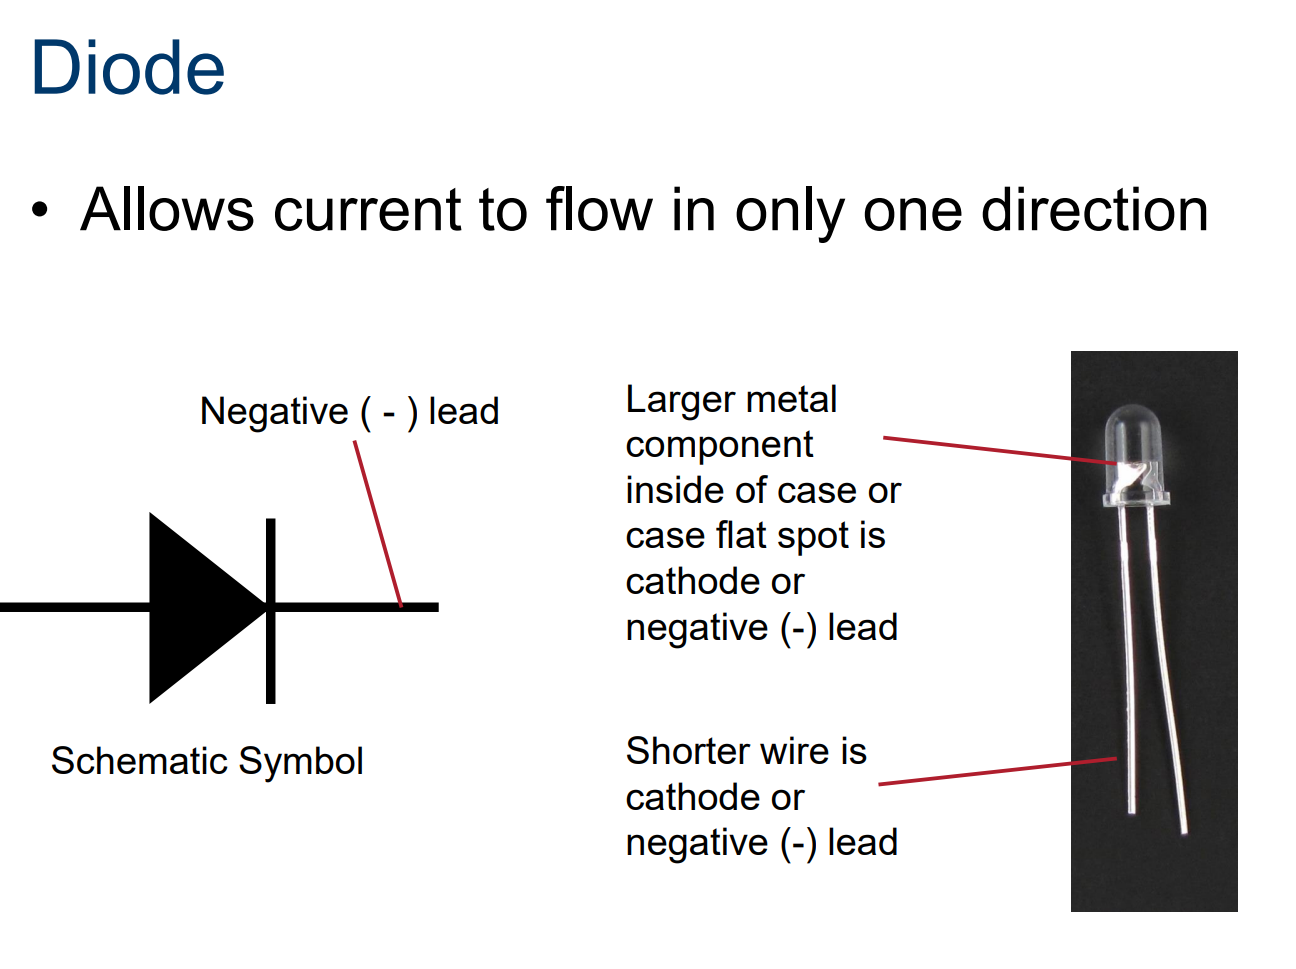 Diode
• Allows current to flow in only one direction
Negative ( - ) lead
Schematic Symbol
Larger metal
component
inside of case or
case flat spot is
cathode or
negative (-) lead
Shorter wire is
cathode or
negative (-) lead